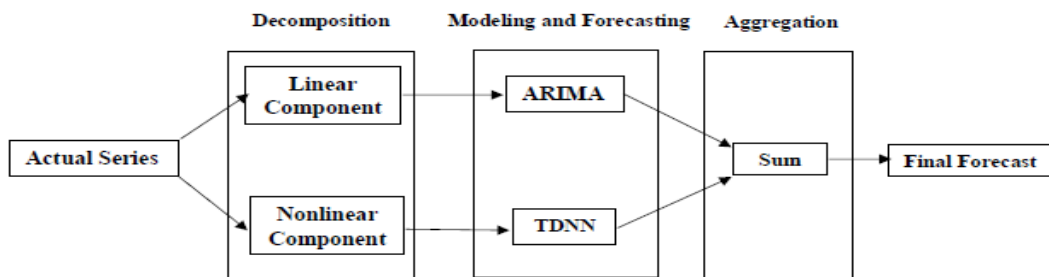 Decomposition
Modeling and Forecasting
Aggregation
Actual Series
Linear
Component
Nonlinear
Component
ARIMA
TDNN
Sum
Final Forecast